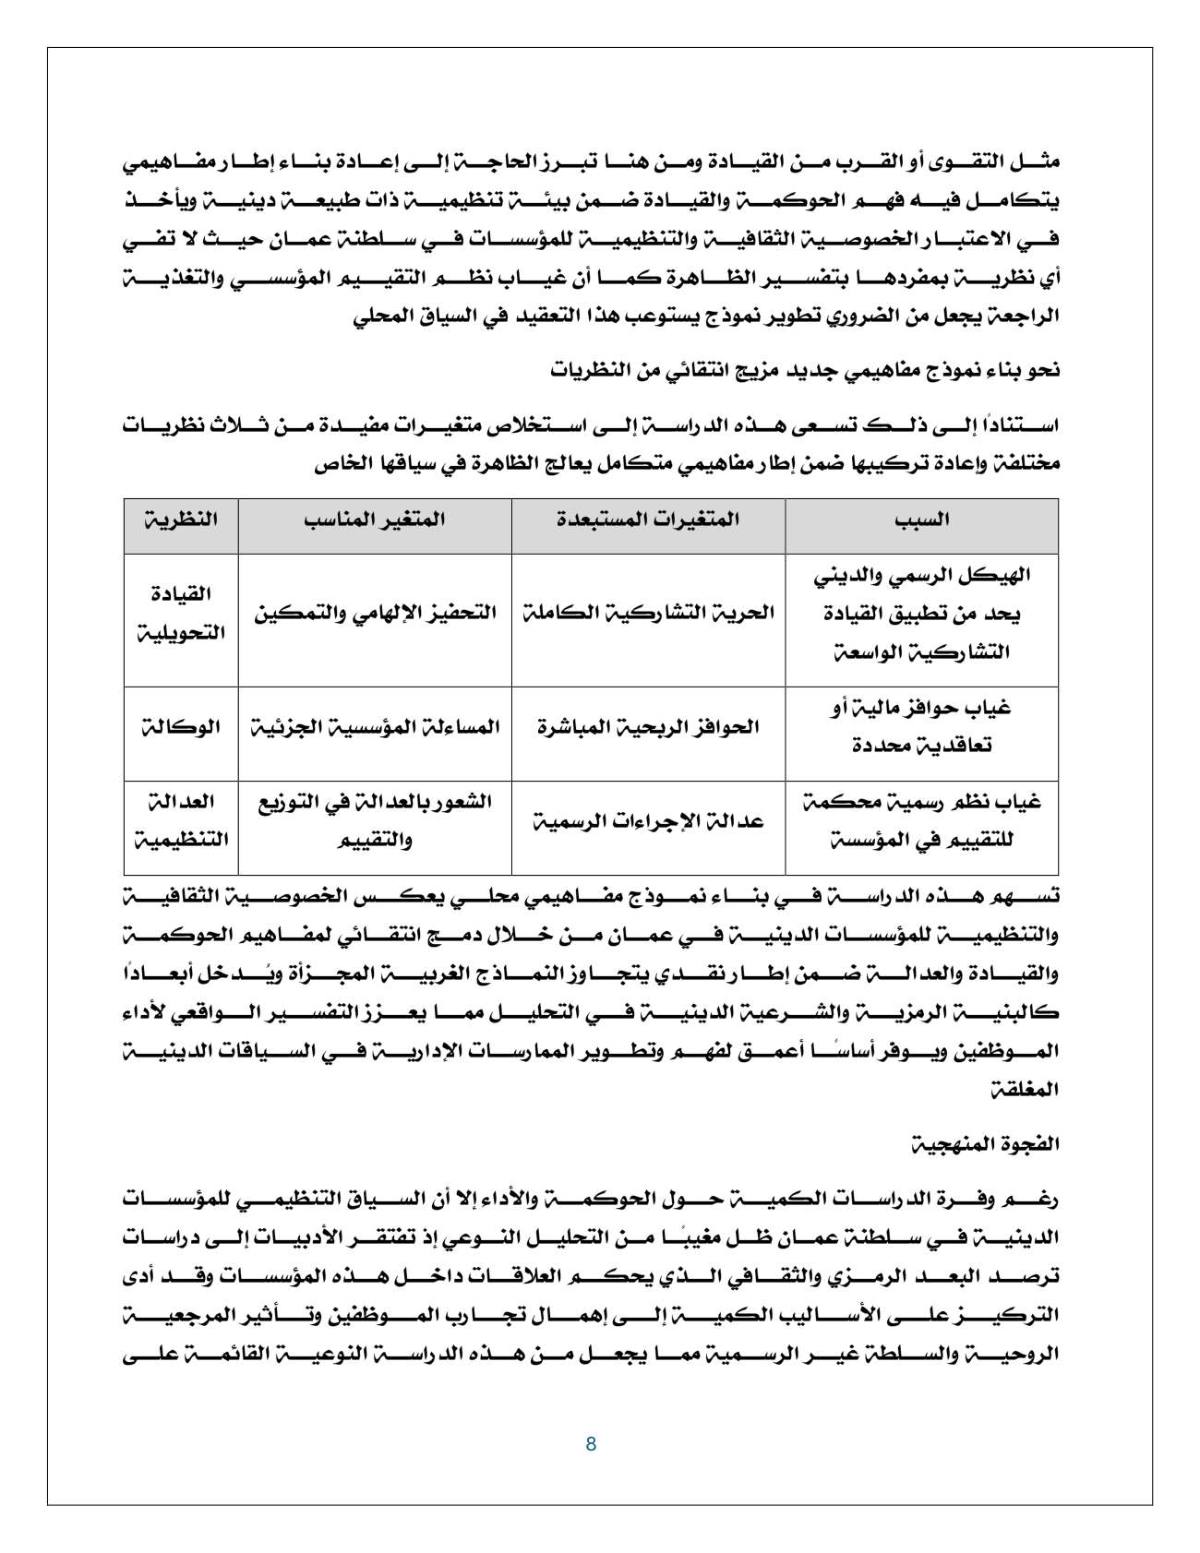 مثل التقوى أو القرب من القيادة ومن هنا تبرز الحاجة إلى إعادة بناء إطار مفاهيمي
يتكامل فيه فهم الحوكمة والقيادة ضمن بيئة تنظيمية ذات طبيعة دينية ويأخذ
في الاعتبار الخصوصية الثقافية والتنظيمية للمؤسسات في سلطنة عمان حيث لا تفي
أي نظرية بمفردها بتفسير الظاهرة كما أن غياب نظم التقييم المؤسسي والتغذية
الراجعة يجعل من الضروري تطوير نموذج يستوعب هذا التعقيد في السياق المحلي
نحو بناء نموذج مفاهيمي جديد مزيج انتقائي من النظريات
استنادًا إلى ذلك تسعى هذه الدراسة إلى استخلاص متغيرات مفيدة من ثلاث نظريات
مختلفة وإعادة تركيبها ضمن إطار مفاهيمي متكامل يعالج الظاهرة في سياقها الخاص
السبب المتغيرات المستبعدة المتغير المناسب النظرية
الهيكل الرسمي والديني
يحد من تطبيق القيادة
التشاركية الواسعة
الحرية التشاركية الكاملة
التحفيز الإلهامي والتمكين
القيادة
التحويلية
غياب حوافز مالية أو
تعاقدية محددة
الحوافز الربحية المباشرة
المساءلة المؤسسية الجزئية
الوكالة
غياب نظم رسمية محكمة
للتقييم في المؤسسة
عدالة الإجراءات الرسمية
الشعور بالعدالة في التوزيع
والتقييم
العدالة
التنظيمية
تسهم هذه الدراسة في بناء نموذج مفاهيمي محلي يعكس الخصوصية الثقافية
والتنظيمية للمؤسسات الدينية في عمان من خلال دمج انتقائي لمفاهيم الحوكمة
والقيادة والعدالة ضمن إطار نقدي يتجاوز النماذج الغربية المجزأة ويُدخل أبعادًا
كالبنية الرمزية والشرعية الدينية في التحليل مما يعزز التفسير الواقعي لأداء
الموظفين ويوفر أساسًا أعمق لفهم وتطوير الممارسات الإدارية في السياقات الدينية
المغلقة
الفجوة المنهجية
رغم وفرة الدراسات الكمية حول الحوكمة والأداء إلا أن السياق التنظيمي للمؤسسات
الدينية في سلطنة عمان ظل مغيبًا من التحليل النوعي إذ تفتقر الأدبيات إلى دراسات
ترصد البعد الرمزي والثقافي الذي يحكم العلاقات داخل هذه المؤسسات وقد أدى
التركيز على الأساليب الكمية إلى إهمال تجارب الموظفين وتأثير المرجعية
الروحية والسلطة غير الرسمية مما يجعل من هذه الدراسة النوعية القائمة على
8